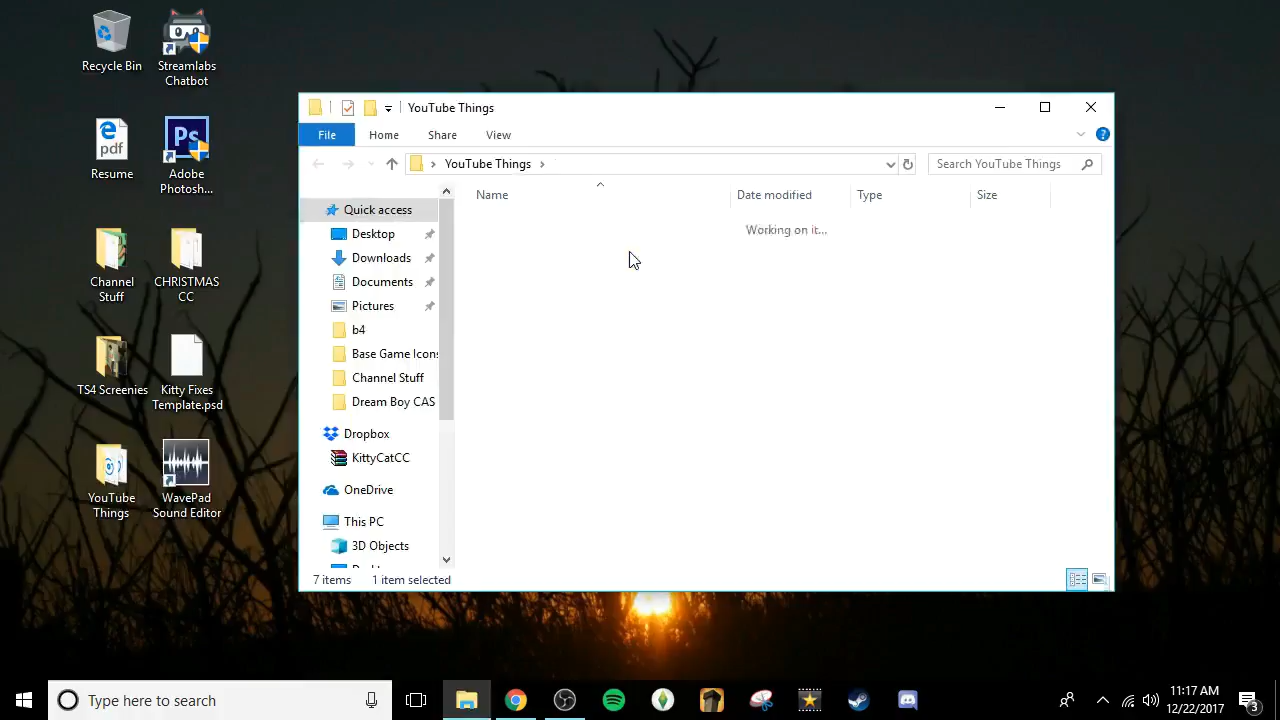 Recycle Bin
Streamlabs
Chatbot
Resume
Adobe
Photosh...
Channel
Stuff
CHRISTMAS
CC
TS4 Screenies
Kitty Fixes
Template.psd
YouTube
Things
WavePad
Sound Editor
pdf
Ps
YouTube Things
File
Home
Share
View
YouTube Things
Search YouTube Things
Name
Date modified
Type
Size
Working on it...
Quick access
Desktop
Downloads
Documents
Pictures
b4
Base Game Icons
Channel Stuff
Dream Boy CAS
Dropbox
KittyCatCC
OneDrive
This PC
3D Objects
7 items
1 item selected
Type here to search
11:17 AM
12/22/2017
3